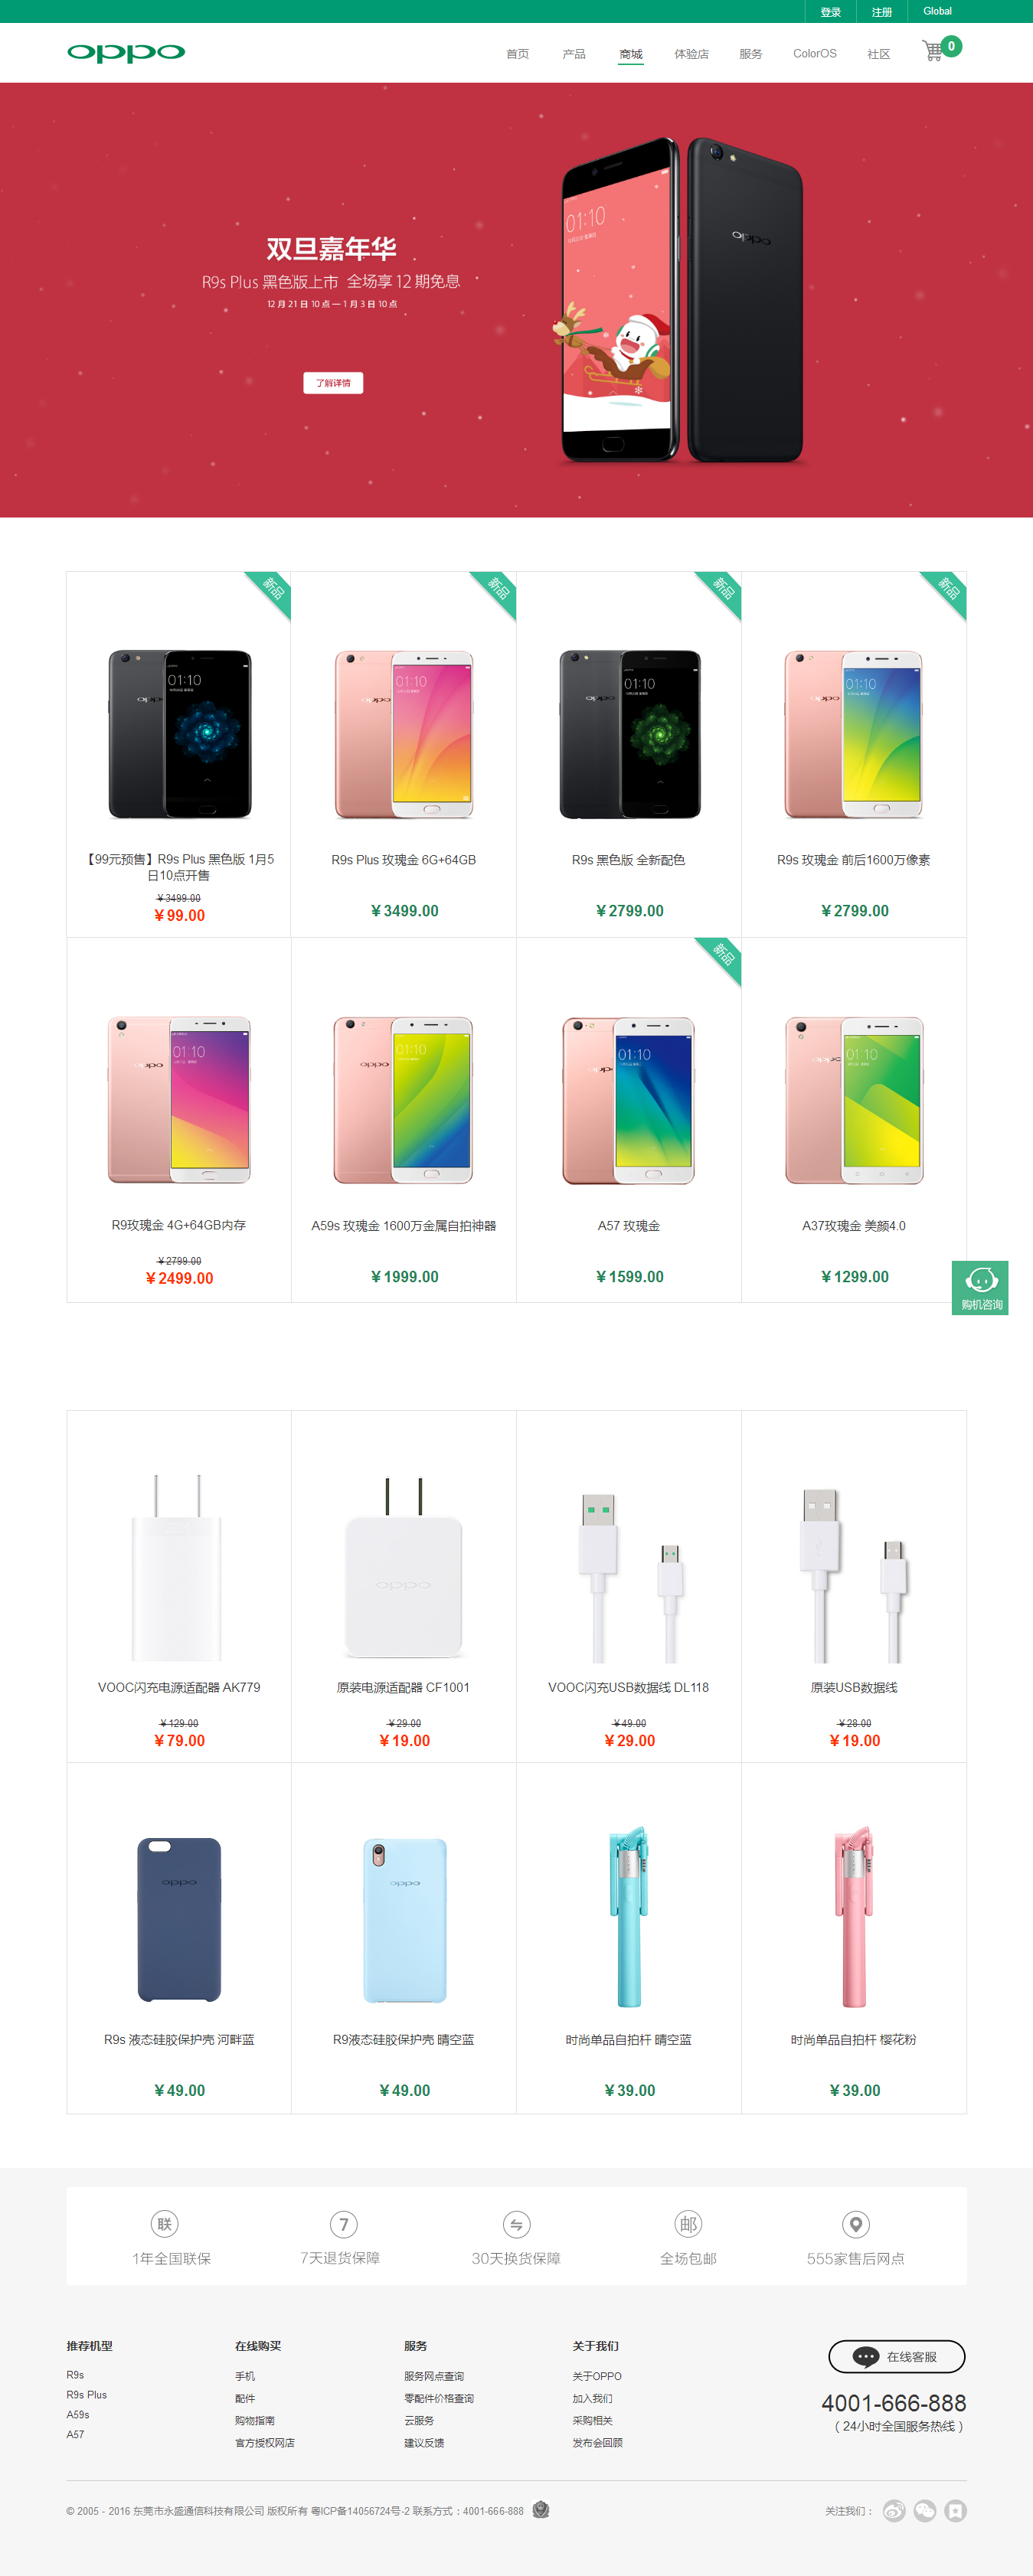 登录 注册 Global
OPPO
首页 产品 商城 体验店 服务 ColorOS 社区 0
双旦嘉年华
R9s Plus 黑色版上市 全场享 12 期免息
12 月 21 日 10 点 — 1 月 3 日 10 点
了解详情
01:10
oppo
新品 新品 新品 新品
01:10 01:10 01:10 01:10
【99元预售】R9s Plus 黑色版 1月5
日10点开售
R9s Plus 玫瑰金 6G+64GB
R9s 黑色版 全新配色
R9s 玫瑰金 前后1600万像素
¥3499.00
¥99.00 ¥3499.00 ¥2799.00 ¥2799.00
新品
01:10 01:10 01:10 01:10
oppo oppo
R9玫瑰金 4G+64GB内存 A59s 玫瑰金 1600万金属自拍神器 A57 玫瑰金 A37玫瑰金 美颜4.0
¥2799.00
¥2499.00 ¥1999.00 ¥1599.00 ¥1299.00
购机咨询
oppo
VOOC闪充电源适配器 AK779 原装电源适配器 CF1001 VOOC闪充USB数据线 DL118 原装USB数据线
¥129.00 ¥29.00 ¥49.00 ¥28.00
¥79.00 ¥19.00 ¥29.00 ¥19.00
oppo oppo
R9s 液态硅胶保护壳 河畔蓝 R9液态硅胶保护壳 晴空蓝 时尚单品自拍杆 晴空蓝 时尚单品自拍杆 樱花粉
¥49.00 ¥49.00 ¥39.00 ¥39.00
联 7 邮
1年全国联保 7天退货保障 30天换货保障 全场包邮 555家售后网点
推荐机型
R9s
R9s Plus
A59s
A57
在线购买
手机
配件
购物指南
官方授权网店
服务
服务网点查询
零配件价格查询
云服务
建议反馈
关于我们
关于OPPO
加入我们
采购相关
发布会回顾
在线客服
4001-666-888
（24小时全国服务热线）
© 2005 - 2016 东莞市永盛通信科技有限公司 版权所有 粤ICP备14056724号-2 联系方式：4001-666-888
关注我们：